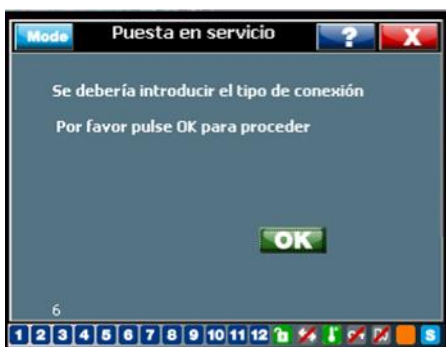 Mode Puesta en servicio ? X
Se debería introducir el tipo de conexión
Por favor pulse OK para proceder
OK
6
1 2 3 4 5 6 7 8 9 10 11 12 S